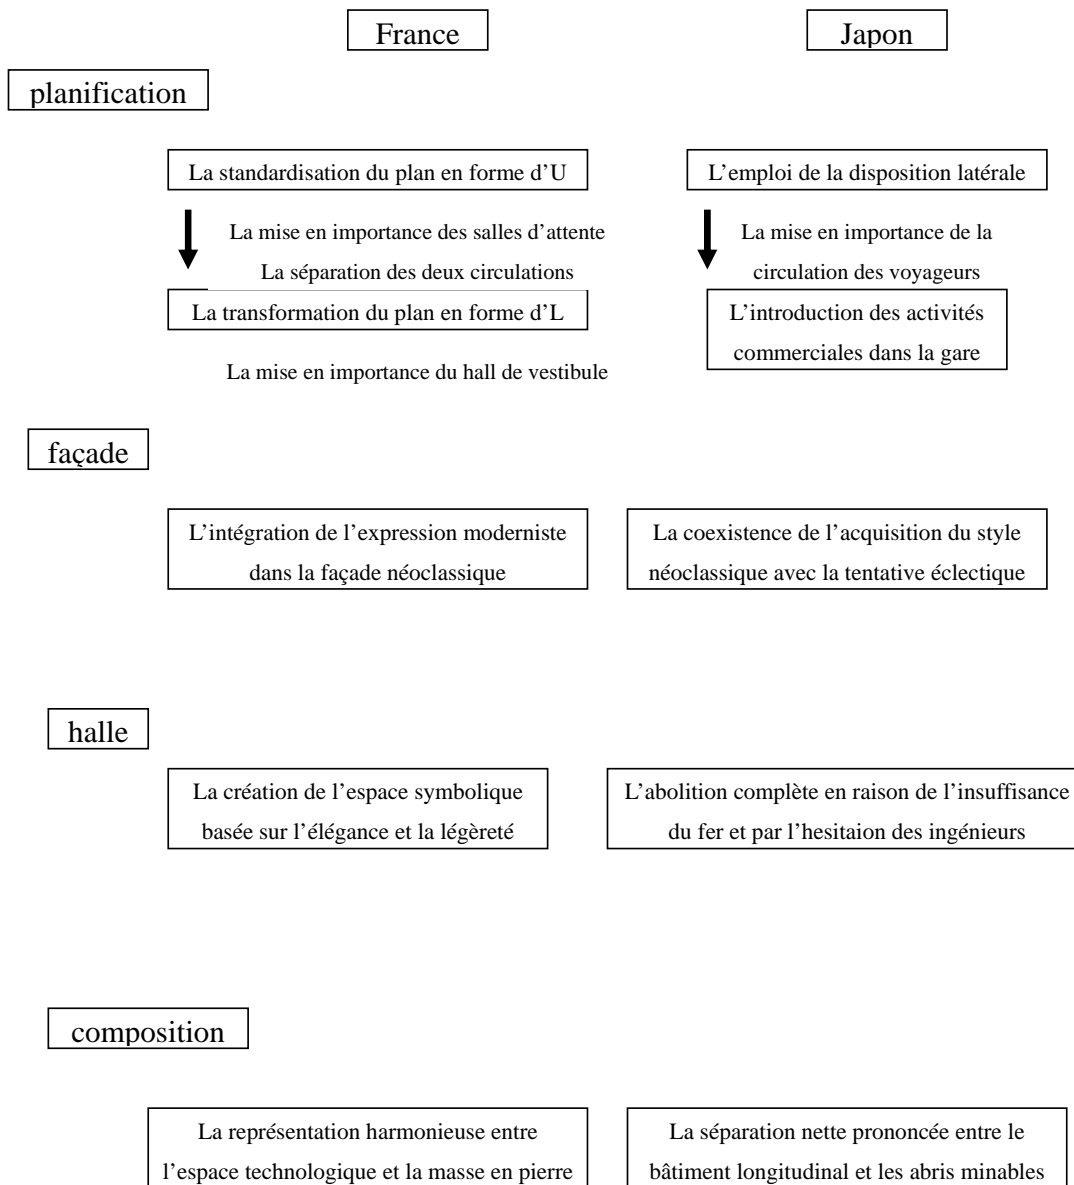 France
Japon
planification
La standardisation du plan en forme d’U
L’emploi de la disposition latérale
La mise en importance des salles d’attente
La séparation des deux circulations
La mise en importance de la
circulation des voyageurs
La transformation du plan en forme d’L
L’introduction des activités
commerciales dans la gare
La mise en importance du hall de vestibule
façade
L’intégration de l’expression moderniste
dans la façade néoclassique
La coexistence de l’acquisition du style
néoclassique avec la tentative éclectique
halle
La création de l’espace symbolique
basée sur l’élégance et la légèreté
L’abolition complète en raison de l’insuffisance
du fer et par l’hesitaion des ingénieurs
composition
La représentation harmonieuse entre
l’espace technologique et la masse en pierre
La séparation nette prononcée entre le
bâtiment longitudinal et les abris minables